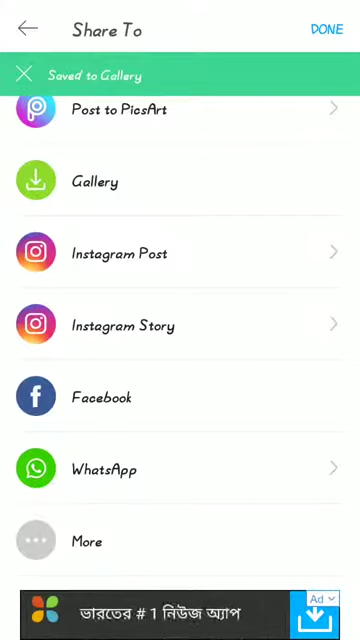 Share To
DONE
Saved to Gallery
Post to PicsArt
Gallery
Instagram Post
Instagram Story
Facebook
WhatsApp
More
Ad
ভারতের # 1 নিউজ অ্যাপ